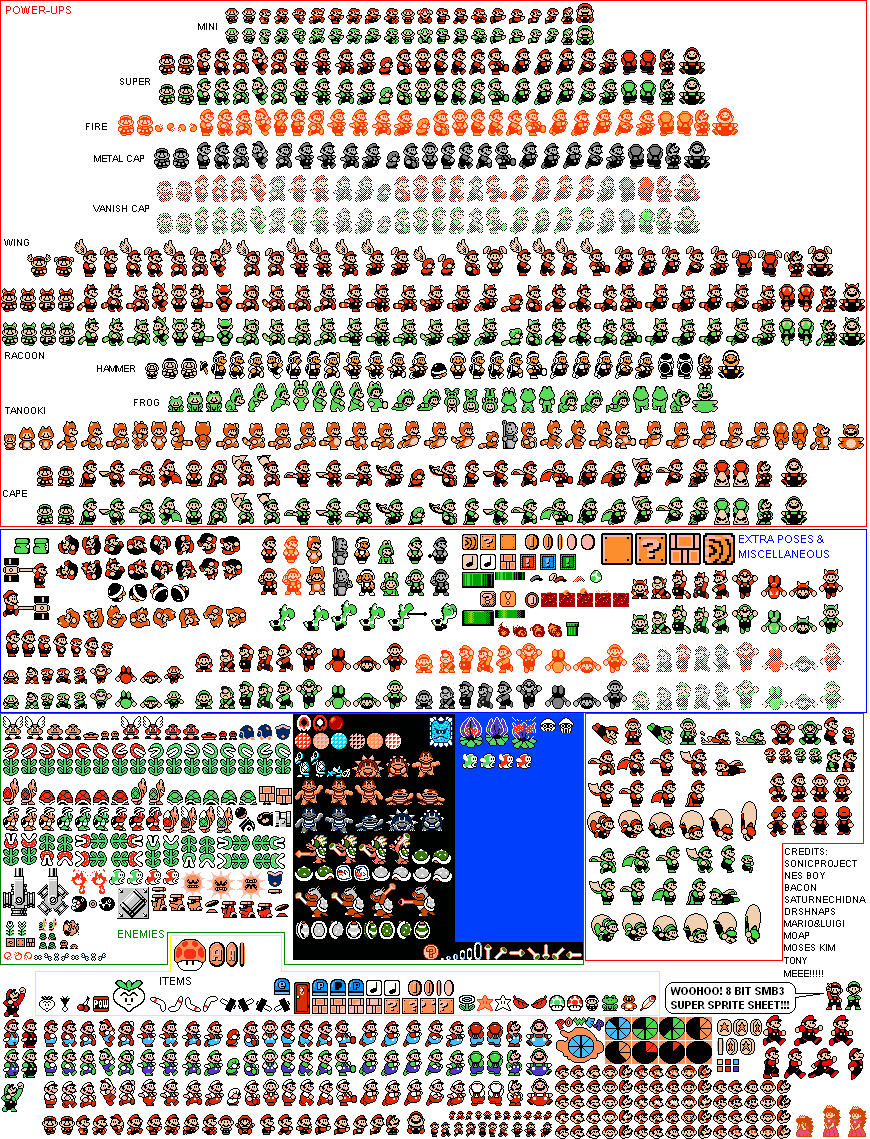 POWER-UPS
MINI
SUPER
FIRE
METAL CAP
VANISH CAP
WING
RACOON
HAMMER
FROG
TANOOKI
CAPE
EXTRA POSES &
MISCELLANEOUS
ENEMIES
ITEMS
CREDITS:
SONICPROJECT
NES BOY
BACON
SATURNECHIDNA
DRSHNAPS
MARIO&LUIGI
MOAP
MOSES KIM
TONY
MEEE!!!!!
WOOHOO! 8 BIT SMB3
SUPER SPRITE SHEET!!!
POW
POWER